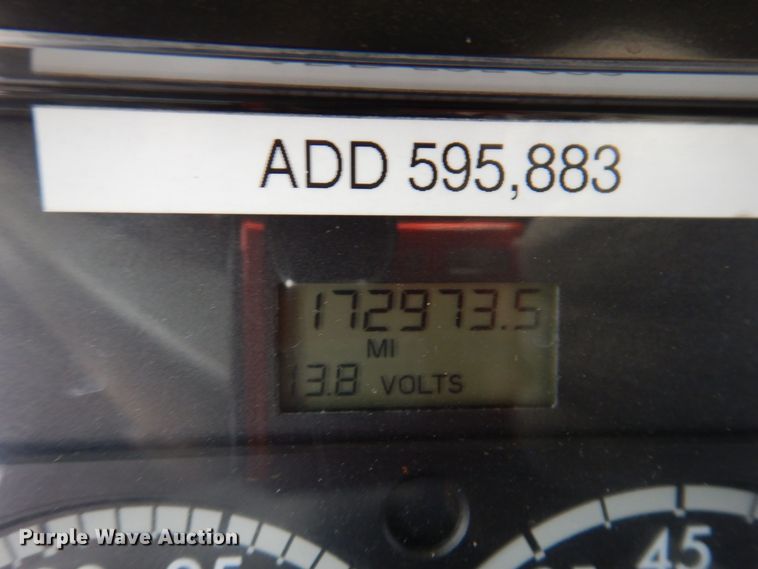 ADD 595,883
172973.5
MI
13.8 VOLTS
45
Purple Wave Auction